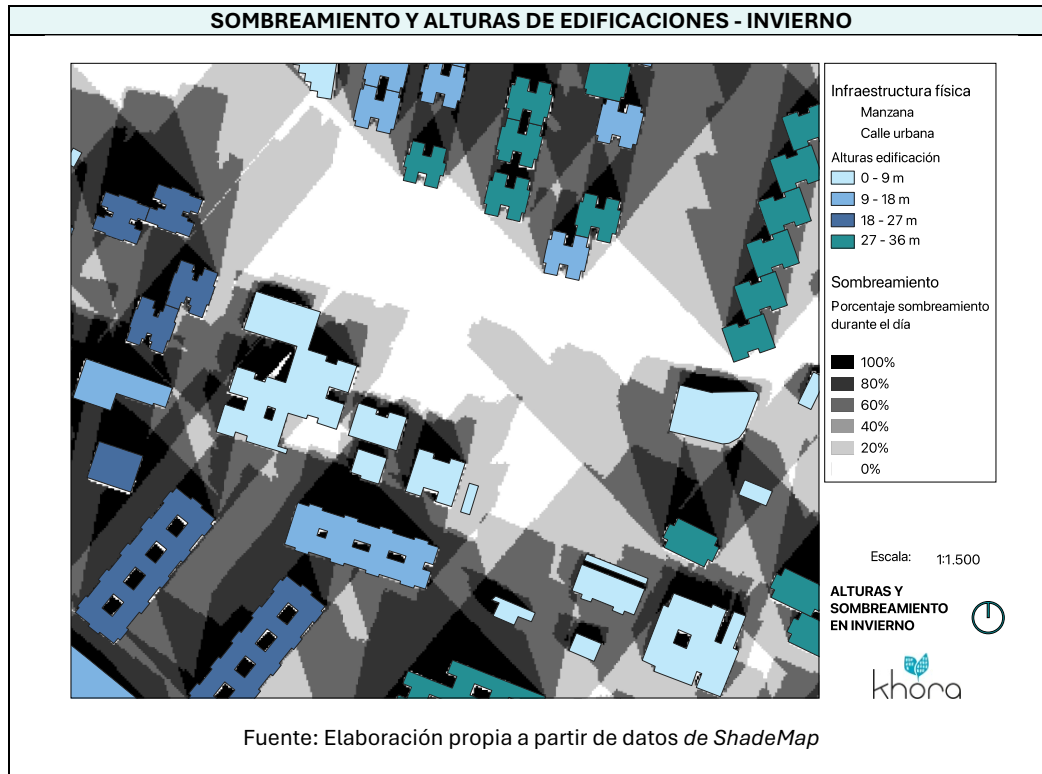 SOMBREAMIENTO Y ALTURAS DE EDIFICACIONES - INVIERNO
Infraestructura física
Manzana
Calle urbana
Alturas edificación
0 - 9 m
9 - 18 m
18 - 27 m
27 - 36 m
Sombreamiento
Porcentaje sombreamiento
durante el día
100%
80%
60%
40%
20%
0%
Escala: 1:1.500
ALTURAS Y
SOMBREAMIENTO
EN INVIERNO
khora
Fuente: Elaboración propia a partir de datos de ShadeMap